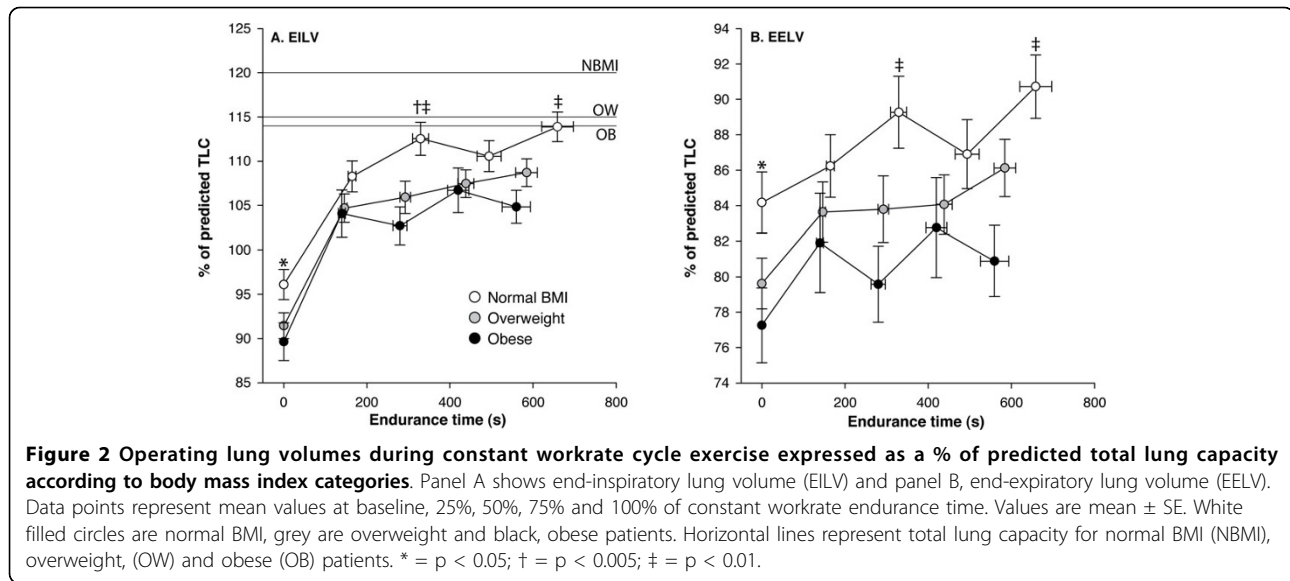 A. EILV
125
120
115
110
105
100
95
90
85
% of predicted TLC
NBMI
OW
OB
†‡
‡
*
Normal BMI
Overweight
Obese
0 200 400 600 800
Endurance time (s)
B. EELV
94
92
90
88
86
84
82
80
78
76
74
% of predicted TLC
‡
‡
*
0 200 400 600 800
Endurance time (s)
Figure 2 Operating lung volumes during constant workrate cycle exercise expressed as a % of predicted total lung capacity
according to body mass index categories. Panel A shows end-inspiratory lung volume (EILV) and panel B, end-expiratory lung volume (EELV).
Data points represent mean values at baseline, 25%, 50%, 75% and 100% of constant workrate endurance time. Values are mean ± SE. White
filled circles are normal BMI, grey are overweight and black, obese patients. Horizontal lines represent total lung capacity for normal BMI (NBMI),
overweight, (OW) and obese (OB) patients. * = p < 0.05; † = p < 0.005; ‡ = p < 0.01.